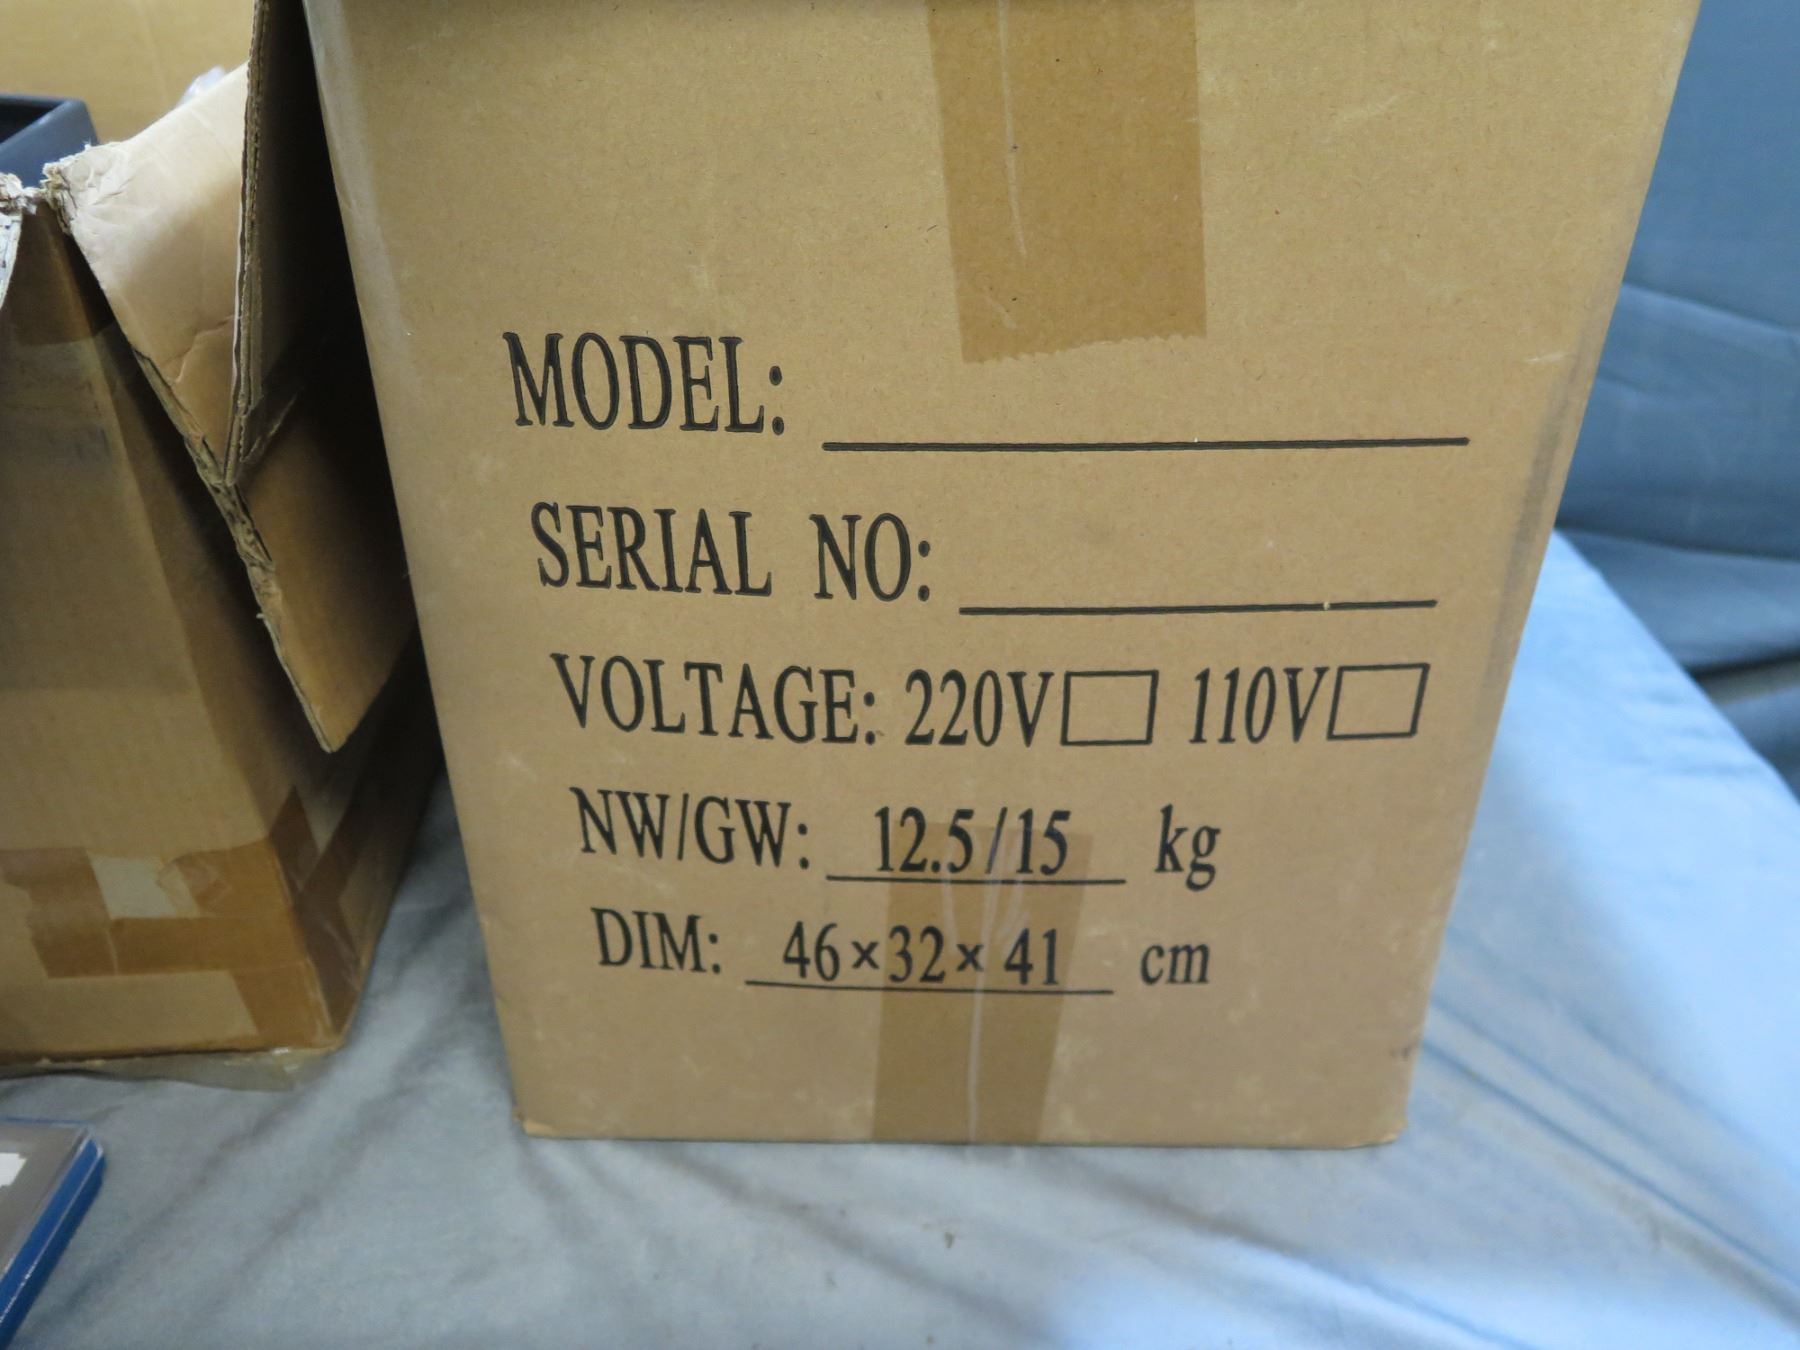 MODEL:
SERIAL NO:
VOLTAGE: 220V□ 110V□
NW/GW: 12.5/15 kg
DIM: 46×32×41 cm